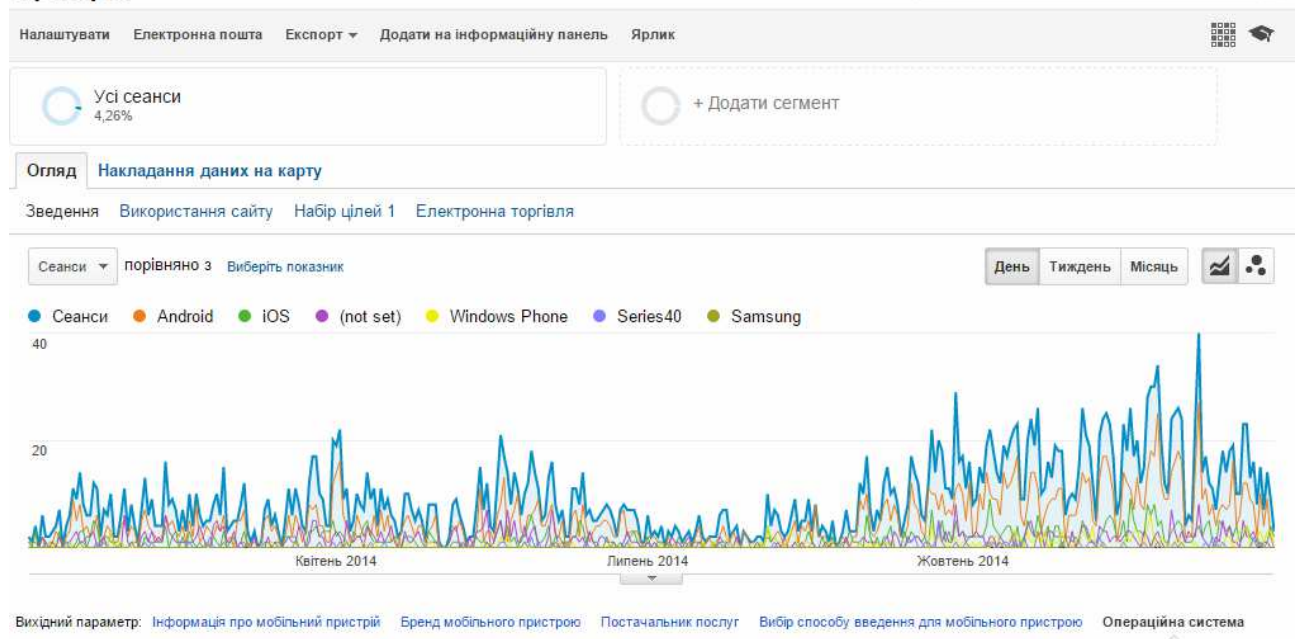 Налаштувати Електронна пошта Експорт Додати на інформаційну панель Ярлик
Усі сеанси
4,26%
+ Додати сегмент
Огляд Накладання даних на карту
Зведення Використання сайту Набір цілей 1 Електронна торгівля
Сеанси порівняно з Виберіть показник День Тиждень Місяць
Сеанси Android iOS (not set) Windows Phone Series40 Samsung
40
20
Квітень 2014 Липень 2014 Жовтень 2014
Вихідний параметр: Інформація про мобільний пристрій Бренд мобільного пристрою Постачальник послуг Вибір способу введення для мобільного пристрою Операційна система